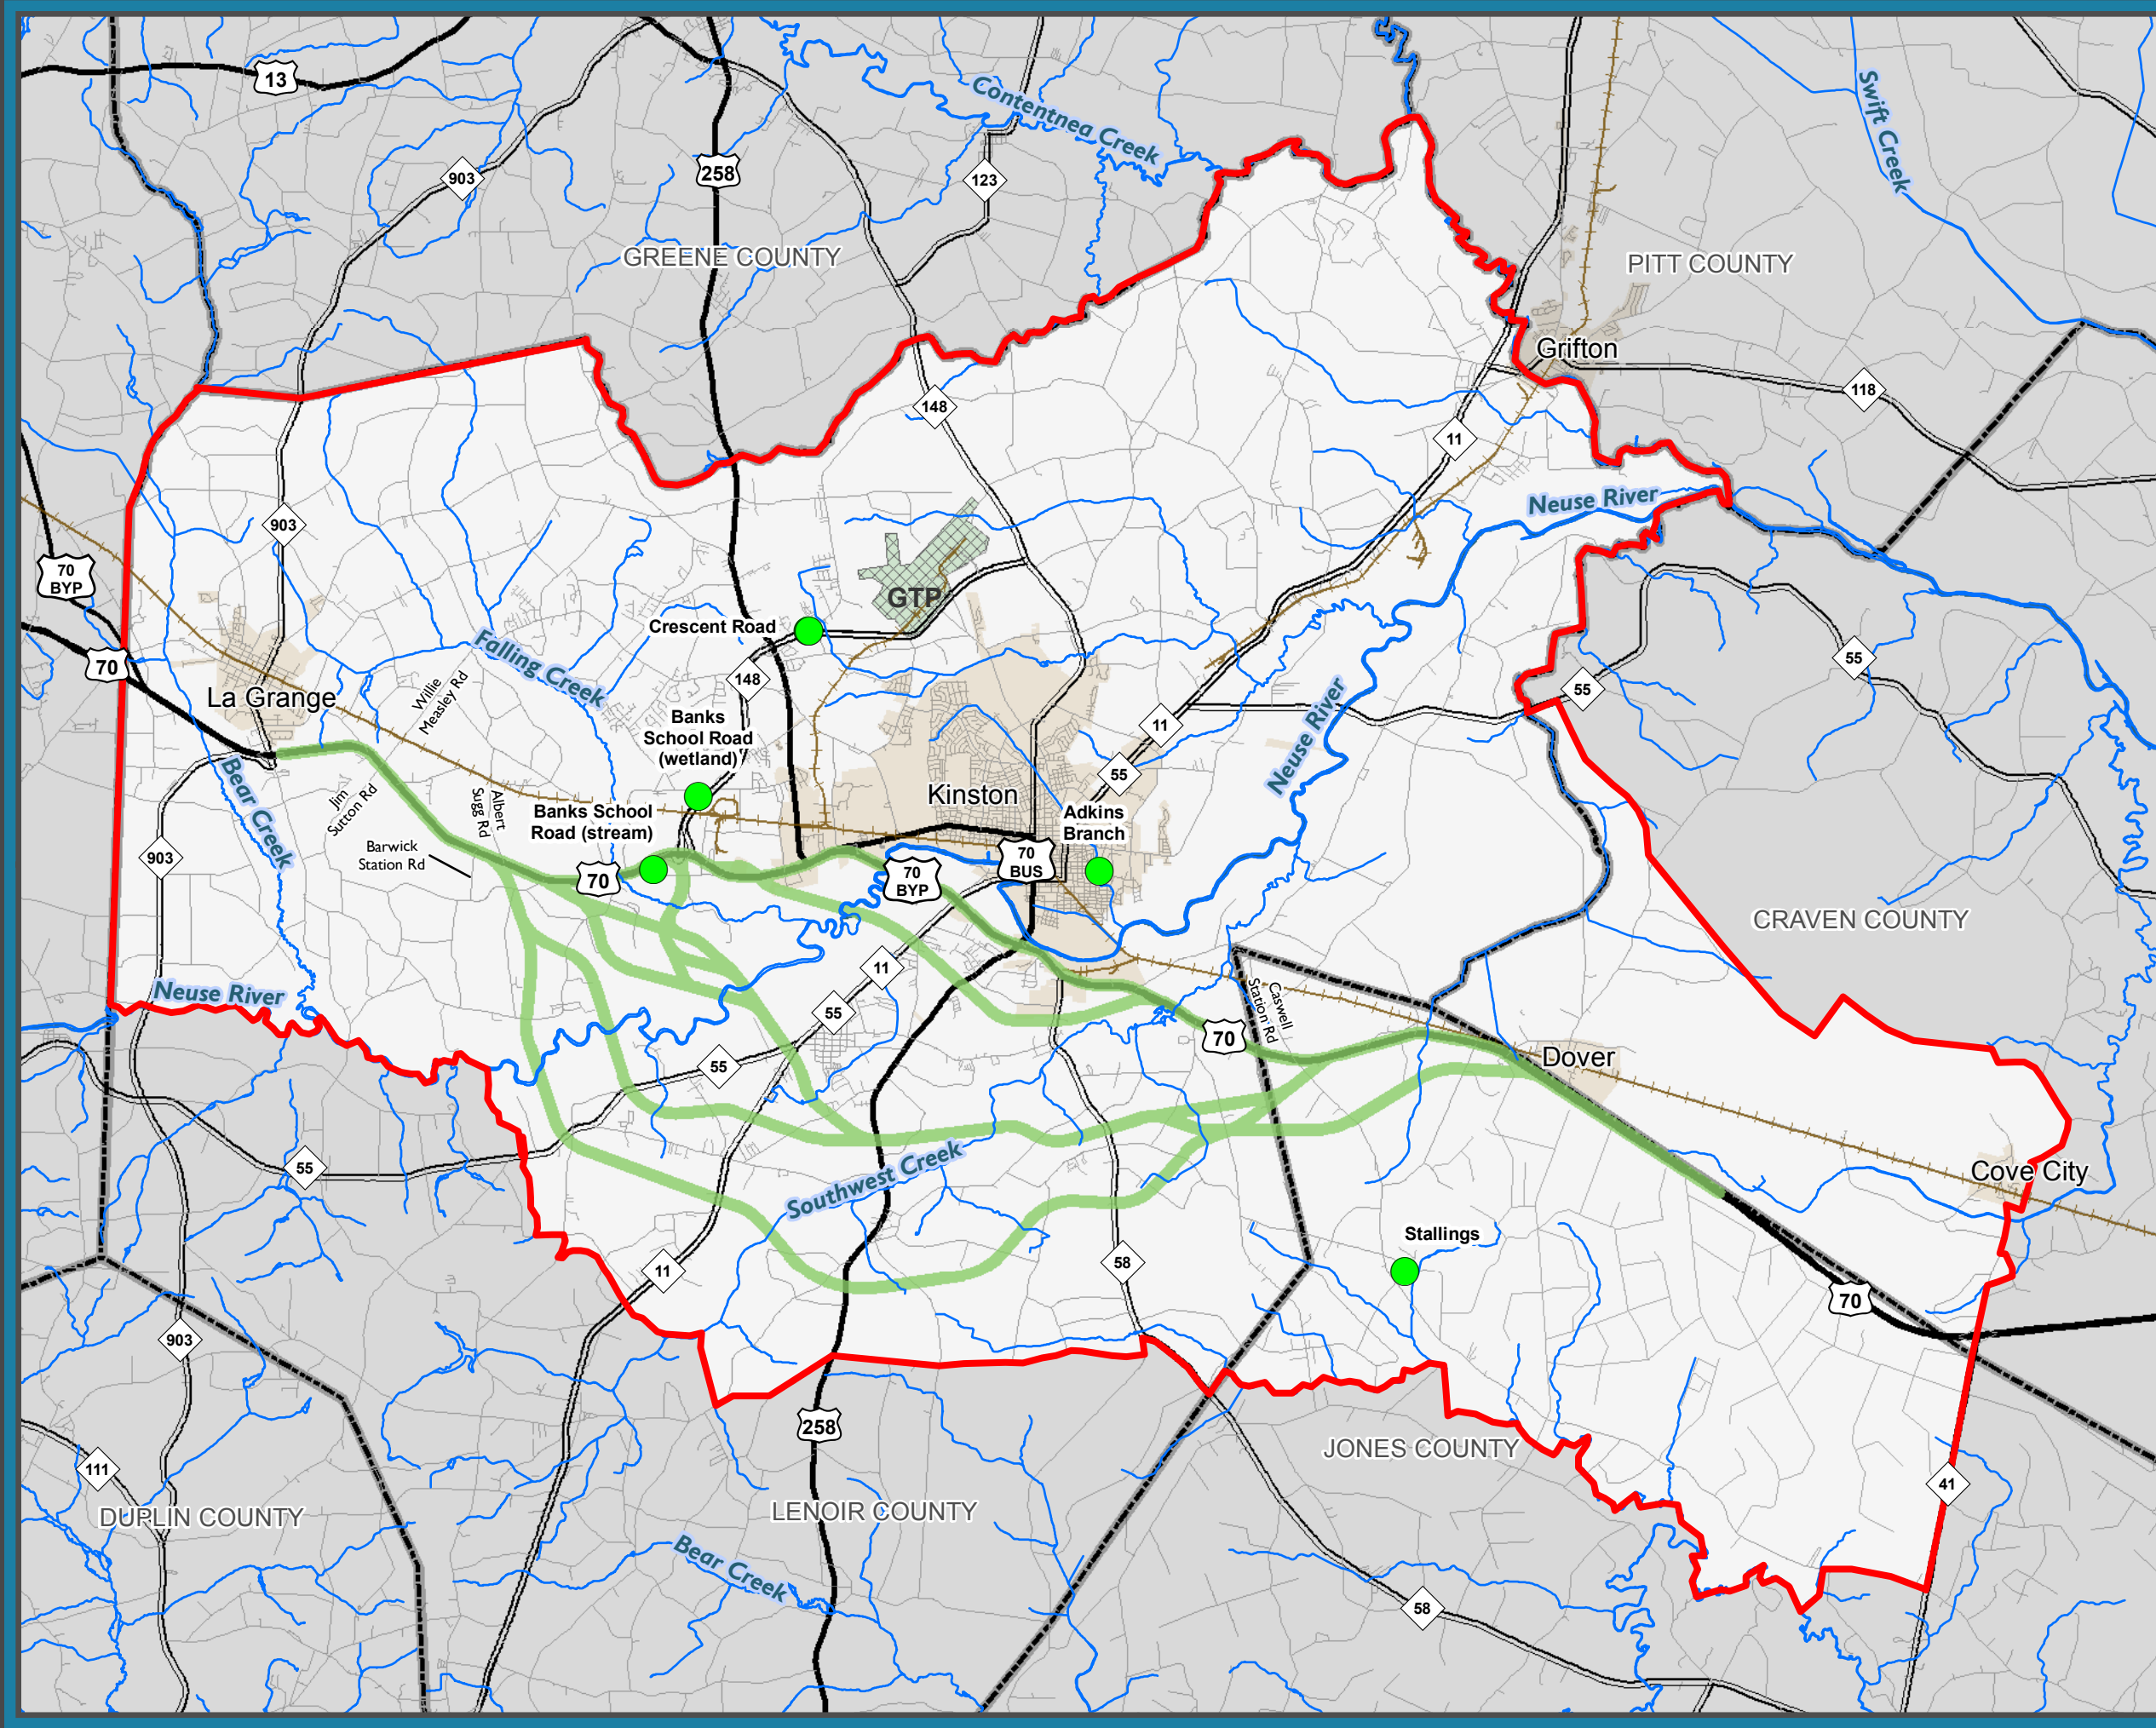 13
Contentnea Creek
Swift Creek
903
258
123
GREENE COUNTY
PITT COUNTY
Grifton
118
148
11
903
Neuse River
70
BYP
GTP
Crescent Road
Falling Creek
55
70
148
Willie
Measley Rd
55
La Grange
Banks
School Road
(wetland)
11
Neuse River
55
Bear Creek
Jim
Sutton Rd
Albert
Sugg Rd
Kinston
Banks School
Road (stream)
Adkins
Branch
903
Barwick
Station Rd
70
70
BYP
70
BUS
CRAVEN COUNTY
11
Neuse River
55
Caswell
Station Rd
70
Dover
55
55
Southwest Creek
Cove City
Stallings
11
58
70
903
258
JONES COUNTY
111
41
DUPLIN COUNTY
LENOIR COUNTY
Bear Creek
58